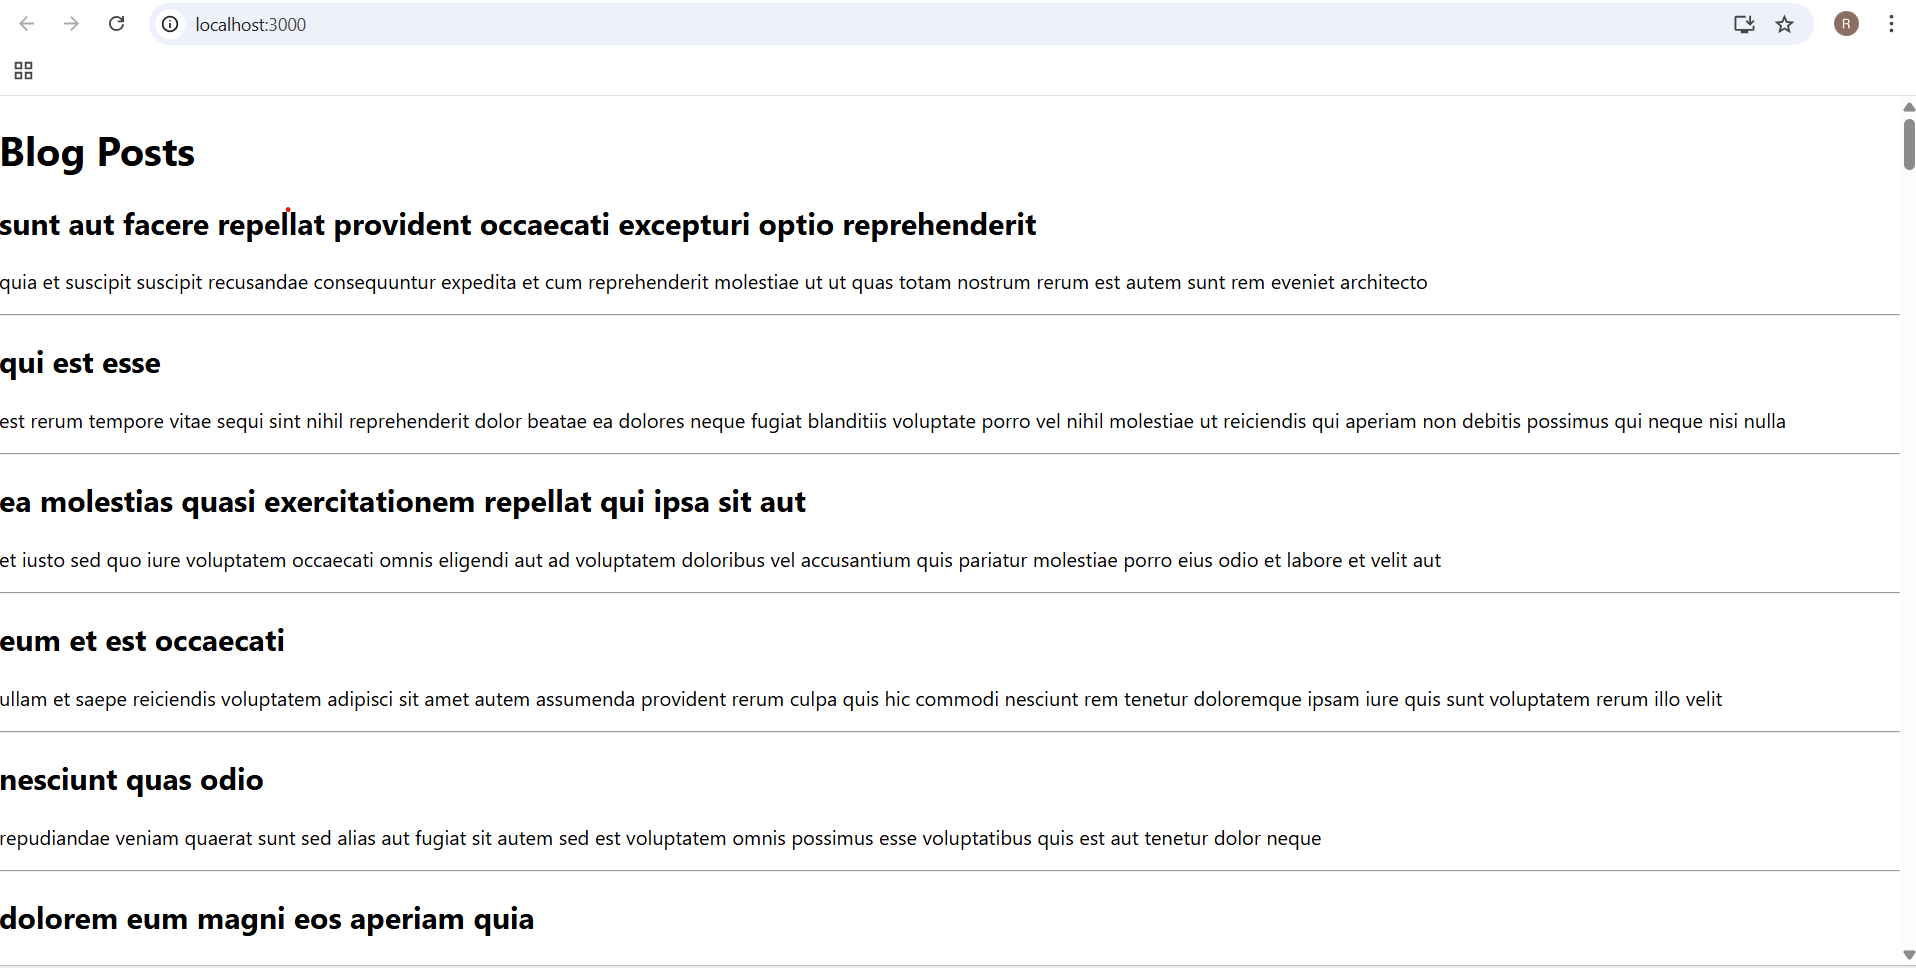 localhost:3000
R
Blog Posts
sunt aut facere repellat provident occaecati excepturi optio reprehenderit
quia et suscipit suscipit recusandae consequuntur expedita et cum reprehenderit molestiae ut ut quas totam nostrum rerum est autem sunt rem eveniet architecto
qui est esse
est rerum tempore vitae sequi sint nihil reprehenderit dolor beatae ea dolores neque fugiat blanditiis voluptate porro vel nihil molestiae ut reiciendis qui aperiam non debitis possimus qui neque nisi nulla
ea molestias quasi exercitationem repellat qui ipsa sit aut
et iusto sed quo iure voluptatem occaecati omnis eligendi aut ad voluptatem doloribus vel accusantium quis pariatur molestiae porro eius odio et labore et velit aut
eum et est occaecati
ullam et saepe reiciendis voluptatem adipisci sit amet autem assumenda provident rerum culpa quis hic commodi nesciunt rem tenetur doloremque ipsam iure quis sunt voluptatem rerum illo velit
nesciunt quas odio
repudiandae veniam quaerat sunt sed alias aut fugiat sit autem sed est voluptatem omnis possimus esse voluptatibus quis est aut tenetur dolor neque
dolorem eum magni eos aperiam quia